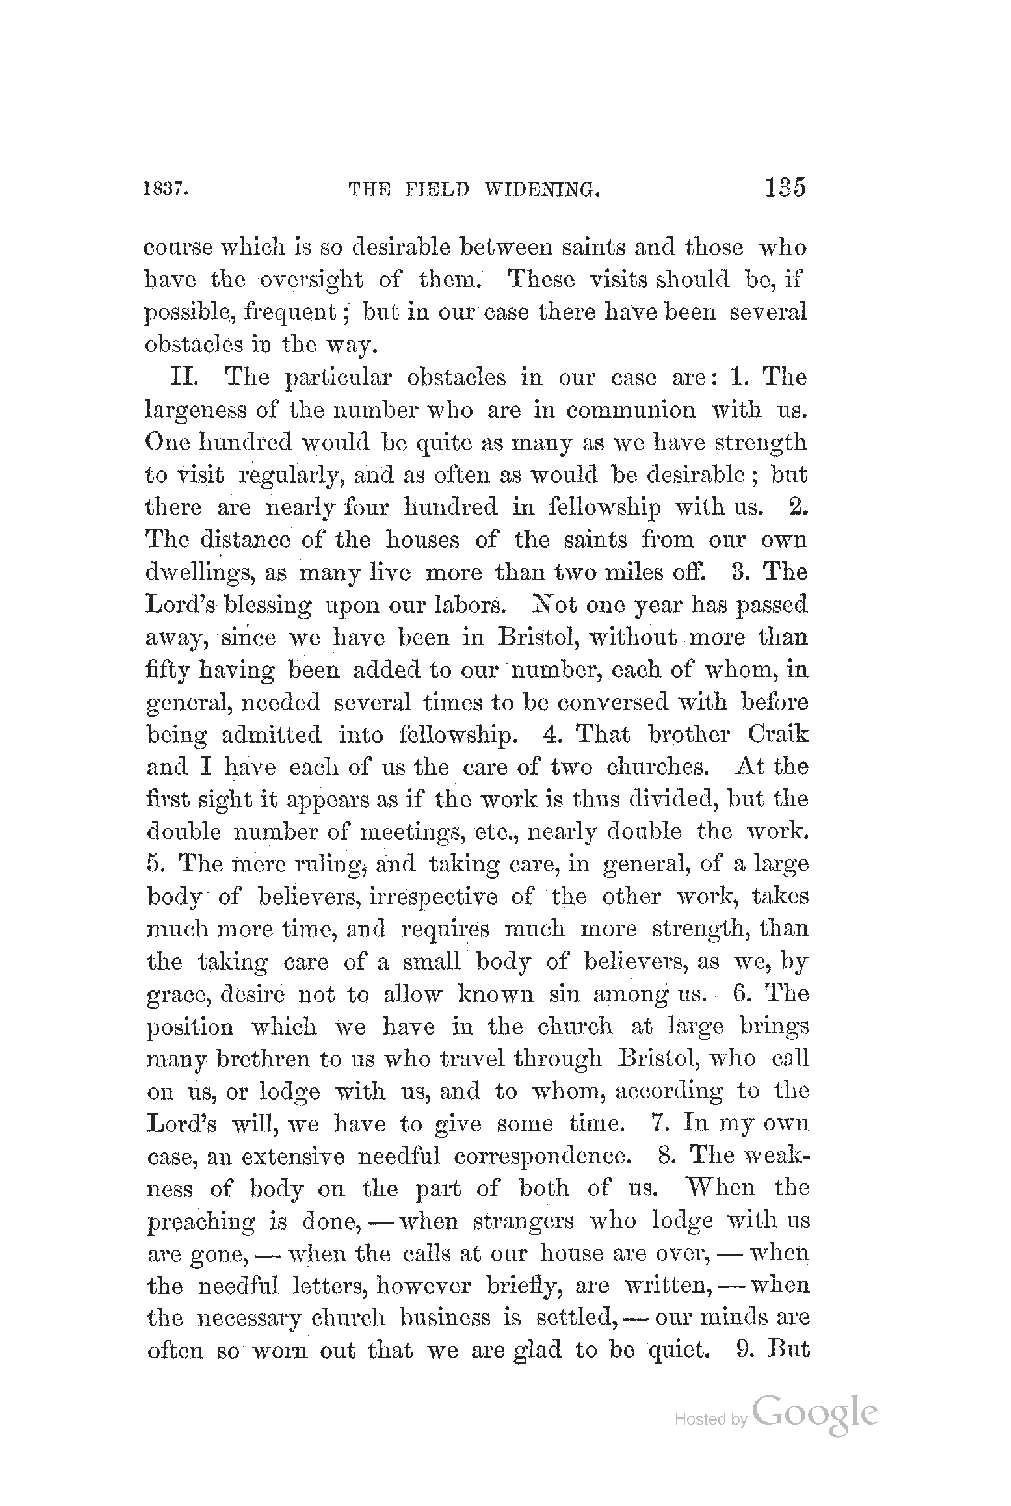 1837. THE FIELD WIDENING. 135
course which is so desirable between saints and those who
have the oversight of them. These visits should be, if
possible, frequent; but in our case there have been several
obstacles in the way.
II. The particular obstacles in our case are: 1. The
largeness of the number who are in communion with us.
One hundred would be quite as many as we have strength
to visit regularly, and as often as would be desirable; but
there are nearly four hundred in fellowship with us. 2.
The distance of the houses of the saints from our own
dwellings, as many live more than two miles off. 3. The
Lord's blessing upon our labors. Not one year has passed
away, since we have been in Bristol, without more than
fifty having been added to our number, each of whom, in
general, needed several times to be conversed with before
being admitted into fellowship. 4. That brother Craik
and I have each of us the care of two churches. At the
first sight it appears as if the work is thus divided, but the
double number of meetings, etc., nearly double the work.
5. The mere ruling, and taking care, in general, of a large
body of believers, irrespective of the other work, takes
much more time, and requires much more strength, than
the taking care of a small body of believers, as we, by
grace, desire not to allow known sin among us. 6. The
position which we have in the church at large brings
many brethren to us who travel through Bristol, who call
on us, or lodge with us, and to whom, according to the
Lord's will, we have to give some time. 7. In my own
case, an extensive needful correspondence. 8. The weak-
ness of body on the part of both of us. When the
preaching is done, — when strangers who lodge with us
are gone, — when the calls at our house are over, — when
the needful letters, however briefly, are written, — when
the necessary church business is settled, — our minds are
often so worn out that we are glad to be quiet. 9. But
Hosted by Google